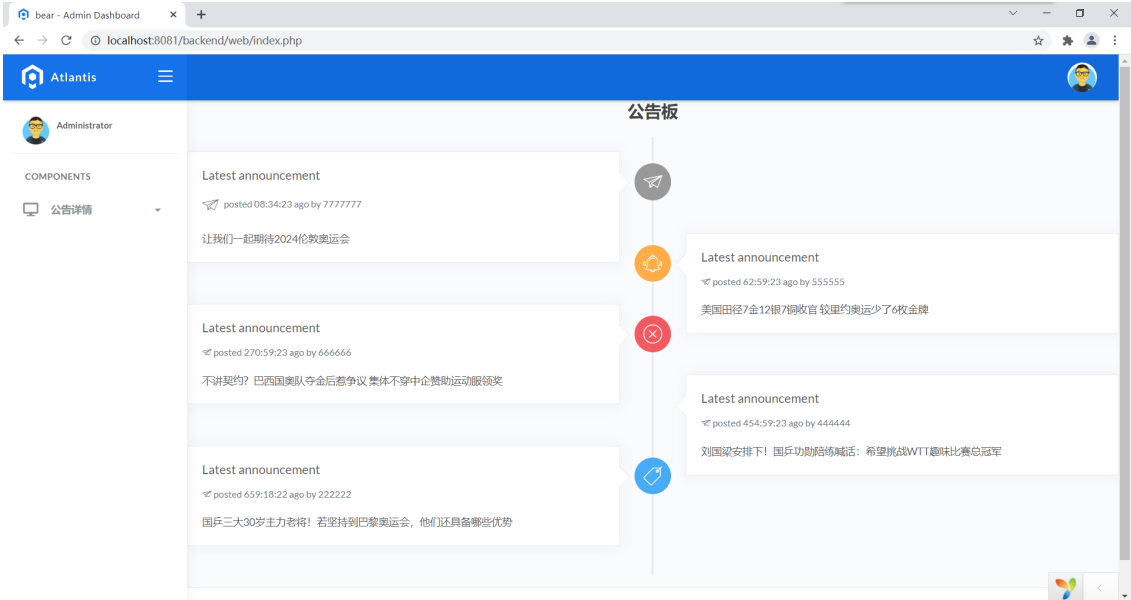 bear - Admin Dashboard
localhost:8081/backend/web/index.php
Atlantis
Administrator
COMPONENTS
公告详情
公告板
Latest announcement
posted 08:34:23 ago by 7777777
让我们一起期待2024伦敦奥运会
Latest announcement
posted 62:59:23 ago by 555555
美国田径7金12银7铜收官 较里约奥运少了6枚金牌
Latest announcement
posted 270:59:23 ago by 666666
不讲契约？巴西国奥队夺金后惹争议 集体不穿中企赞助运动服领奖
Latest announcement
posted 454:59:23 ago by 444444
刘国梁安排下！国乒功勋陪练喊话：希望挑战WTT趣味比赛总冠军
Latest announcement
posted 659:18:22 ago by 222222
国乒三大30岁主力老将！若坚持到巴黎奥运会，他们还具备哪些优势